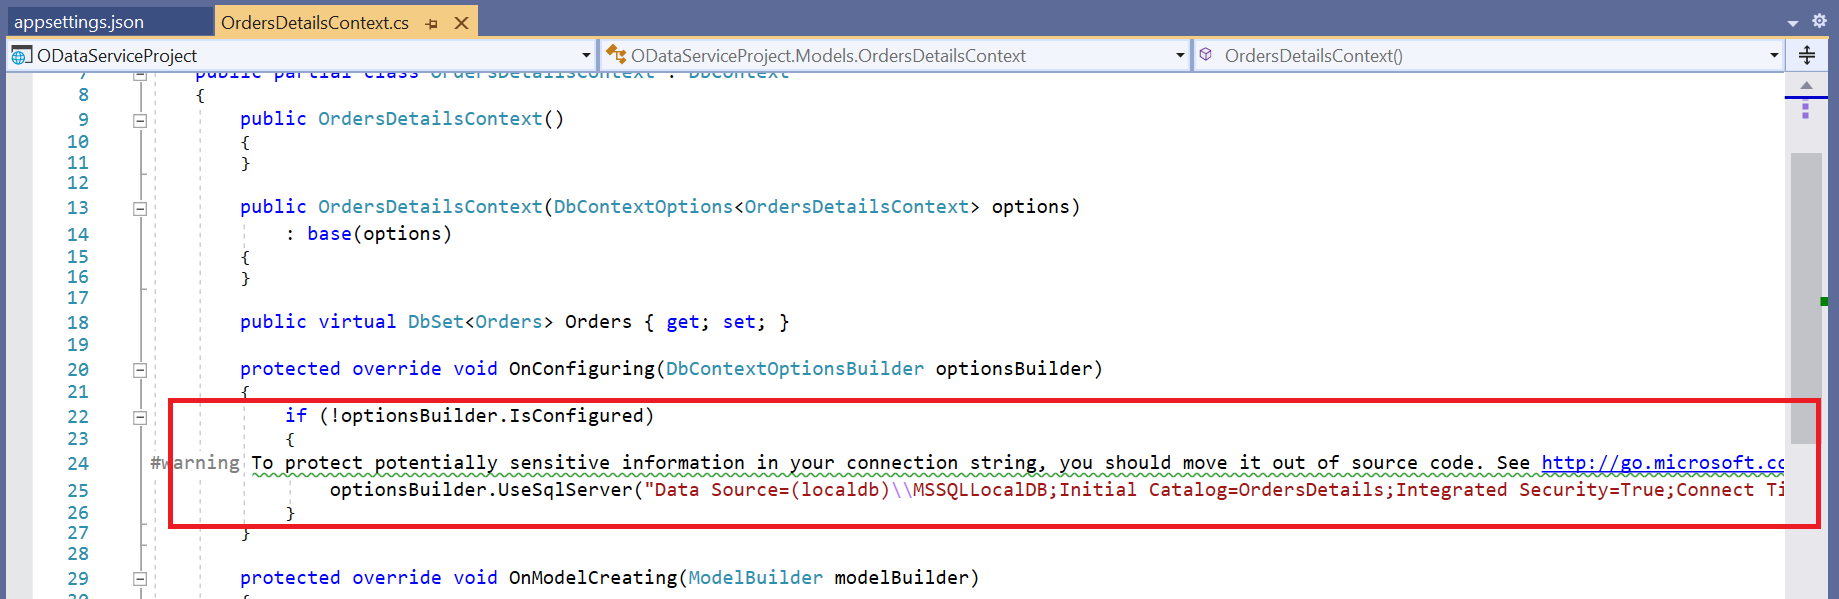 appsettings.json
OrdersDetailsContext.cs
ODataServiceProject
ODataServiceProject.Models.OrdersDetailsContext
OrdersDetailsContext()
7 public partial class OrdersDetailsContext : DbContext
8 {
9 public OrdersDetailsContext()
10 {
11 }
12
13 public OrdersDetailsContext(DbContextOptions<OrdersDetailsContext> options)
14 : base(options)
15 {
16 }
17
18 public virtual DbSet<Orders> Orders { get; set; }
19
20 protected override void OnConfiguring(DbContextOptionsBuilder optionsBuilder)
21 {
22 if (!optionsBuilder.IsConfigured)
23 {
24 #warning To protect potentially sensitive information in your connection string, you should move it out of source code. See http://go.microsoft.co
25 optionsBuilder.UseSqlServer("Data Source=(localdb)\\MSSQLLocalDB;Initial Catalog=OrdersDetails;Integrated Security=True;Connect Ti
26 }
27 }
28
29 protected override void OnModelCreating(ModelBuilder modelBuilder)
30 {